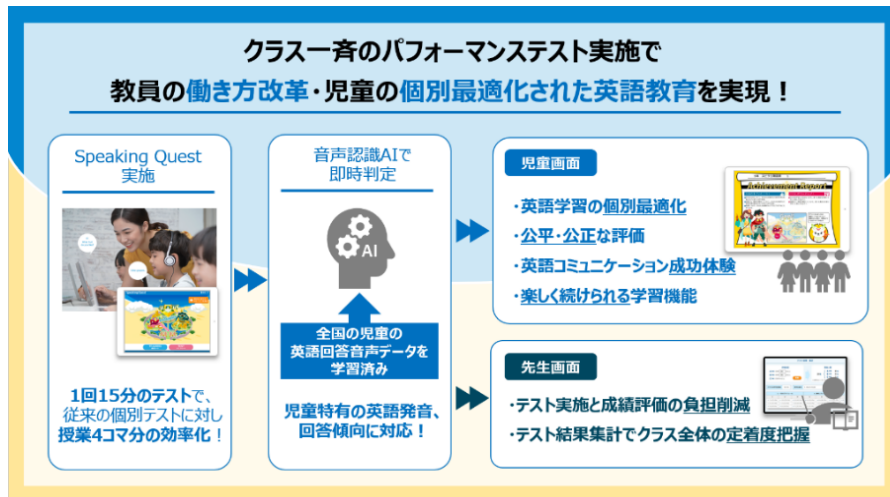 クラス一斉のパフォーマンステスト実施で
教員の働き方改革・児童の個別最適化された英語教育を実現！
Speaking Quest
実施
1回15分のテストで、
従来の個別テストに対し
授業4コマ分の効率化！
音声認識AIで
即時判定
AI
全国の児童の
英語回答音声データを
学習済み
児童特有の英語発音、
回答傾向に対応！
児童画面
・英語学習の個別最適化
・公平・公正な評価
・英語コミュニケーション成功体験
・楽しく続けられる学習機能
Achievement Report
先生画面
・テスト実施と成績評価の負担削減
・テスト結果集計でクラス全体の定着度把握